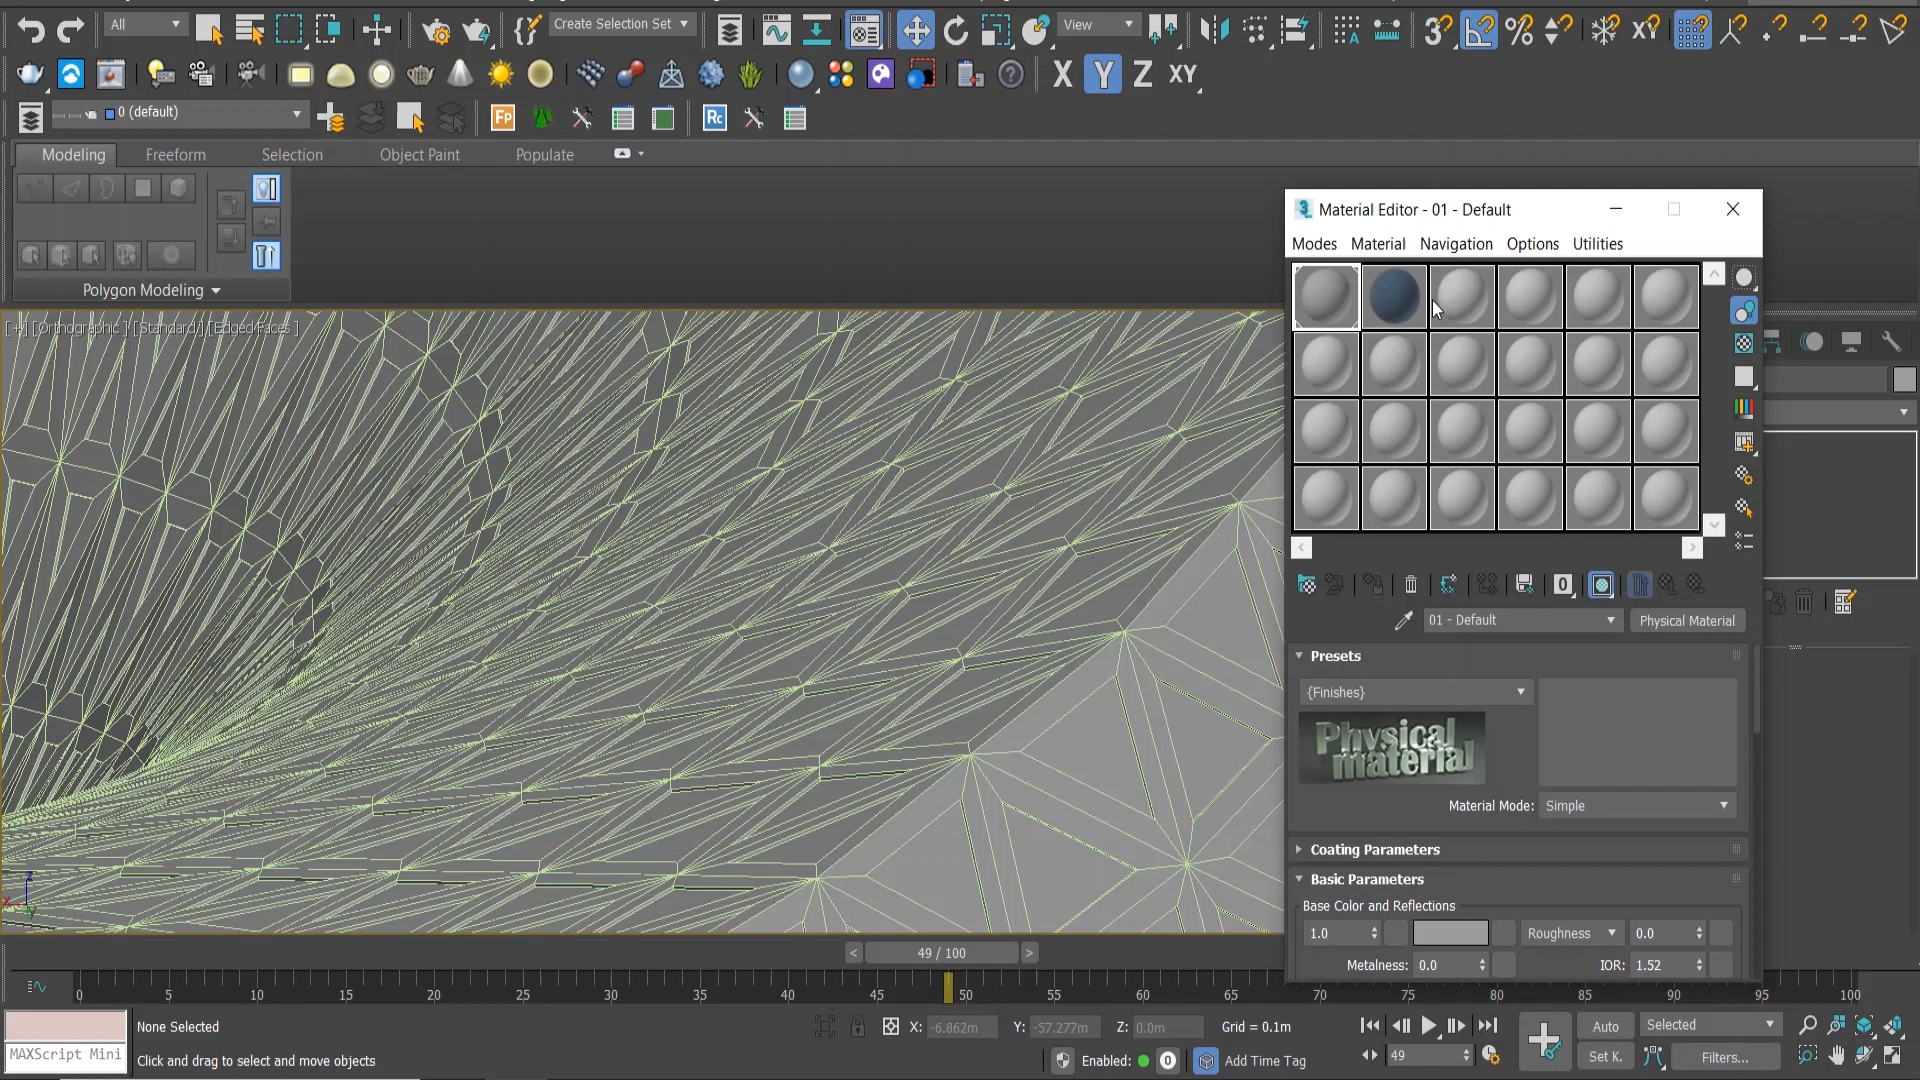 All
Create Selection Set
View
X Y Z XY
0 (default)
Fp
Rc
Modeling Freeform Selection Object Paint Populate
Polygon Modeling
[+] [Orthographic ] [Standard] [Edged Faces ]
Material Editor - 01 - Default
Modes Material Navigation Options Utilities
0
01 - Default
Physical Material
Presets
{Finishes}
Physical
material
Material Mode: Simple
Coating Parameters
Basic Parameters
Base Color and Reflections
1.0 Roughness 0.0
Metalness: 0.0 IOR: 1.52
< 49 / 100 >
0 5 10 15 20 25 30 35 40 45 50 55 60 65 70 75 80 85 90 95 100
None Selected
X: -6.862m Y: -57.277m Z: 0.0m Grid = 0.1m
Auto Selected
MAXScript Mini
Click and drag to select and move objects
Enabled: 0 Add Time Tag
49
Set K. Filters...